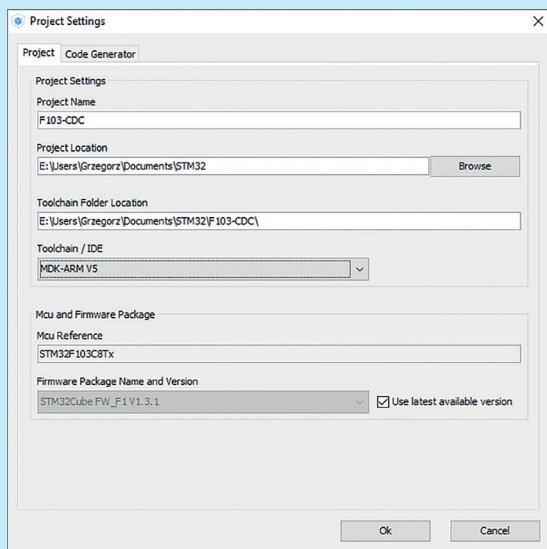 Project Settings
Project
Code Generator
Project Settings
Project Name
F103-CDC
Project Location
E:\Users\Grzegorz\Documents\STM32
Browse
Toolchain Folder Location
E:\Users\Grzegorz\Documents\STM32\F103-CDC\
Toolchain / IDE
MDK-ARM V5
Mcu and Firmware Package
Mcu Reference
STM32F103C8Tx
Firmware Package Name and Version
STM32Cube FW_F1 V1.3.1
Use latest available version
Ok
Cancel